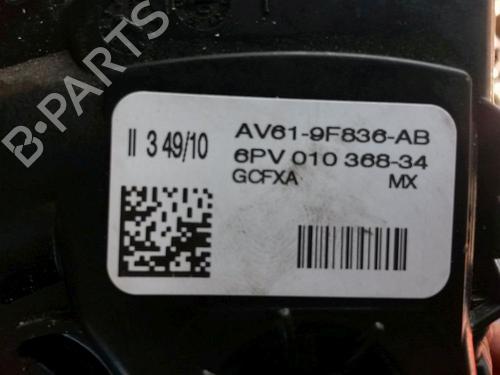 B-PARTS
II 3 49/10
AV61-9F836-AB
6PV 010 368-34
GCFXA MX